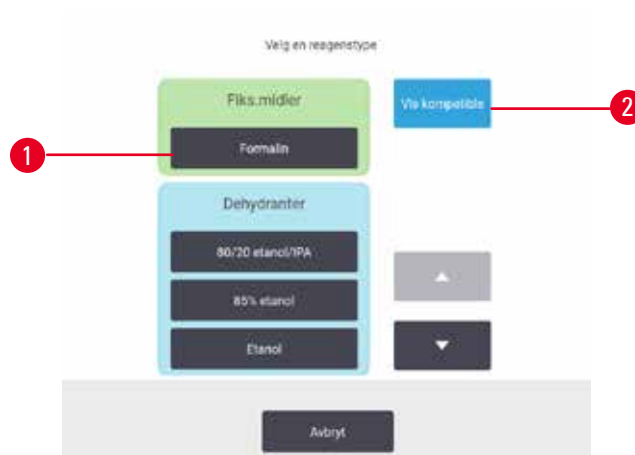 Velg en reagenstype
Fiks.midler
Vis kompatible
1
2
Formalin
Dehydranter
80/20 etanol/IPA
85% etanol
Etanol
Avbryt